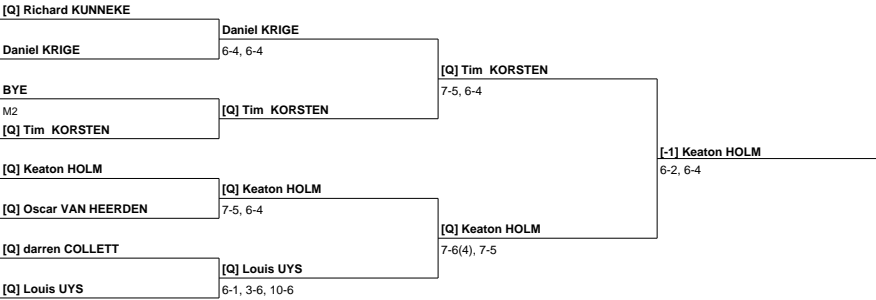 [Q] Richard KUNNEKE
Daniel KRIGE
BYE
M2
[Q] Tim  KORSTEN
[Q] Keaton HOLM
[Q] Oscar VAN HEERDEN
[Q] darren COLLETT
[Q] Louis UYS
Daniel KRIGE
6-4, 6-4
[Q] Tim  KORSTEN
[Q] Keaton HOLM
7-5, 6-4
[Q] Louis UYS
6-1, 3-6, 10-6
[Q] Tim  KORSTEN
7-5, 6-4
[Q] Keaton HOLM
7-6(4), 7-5
[-1] Keaton HOLM
6-2, 6-4